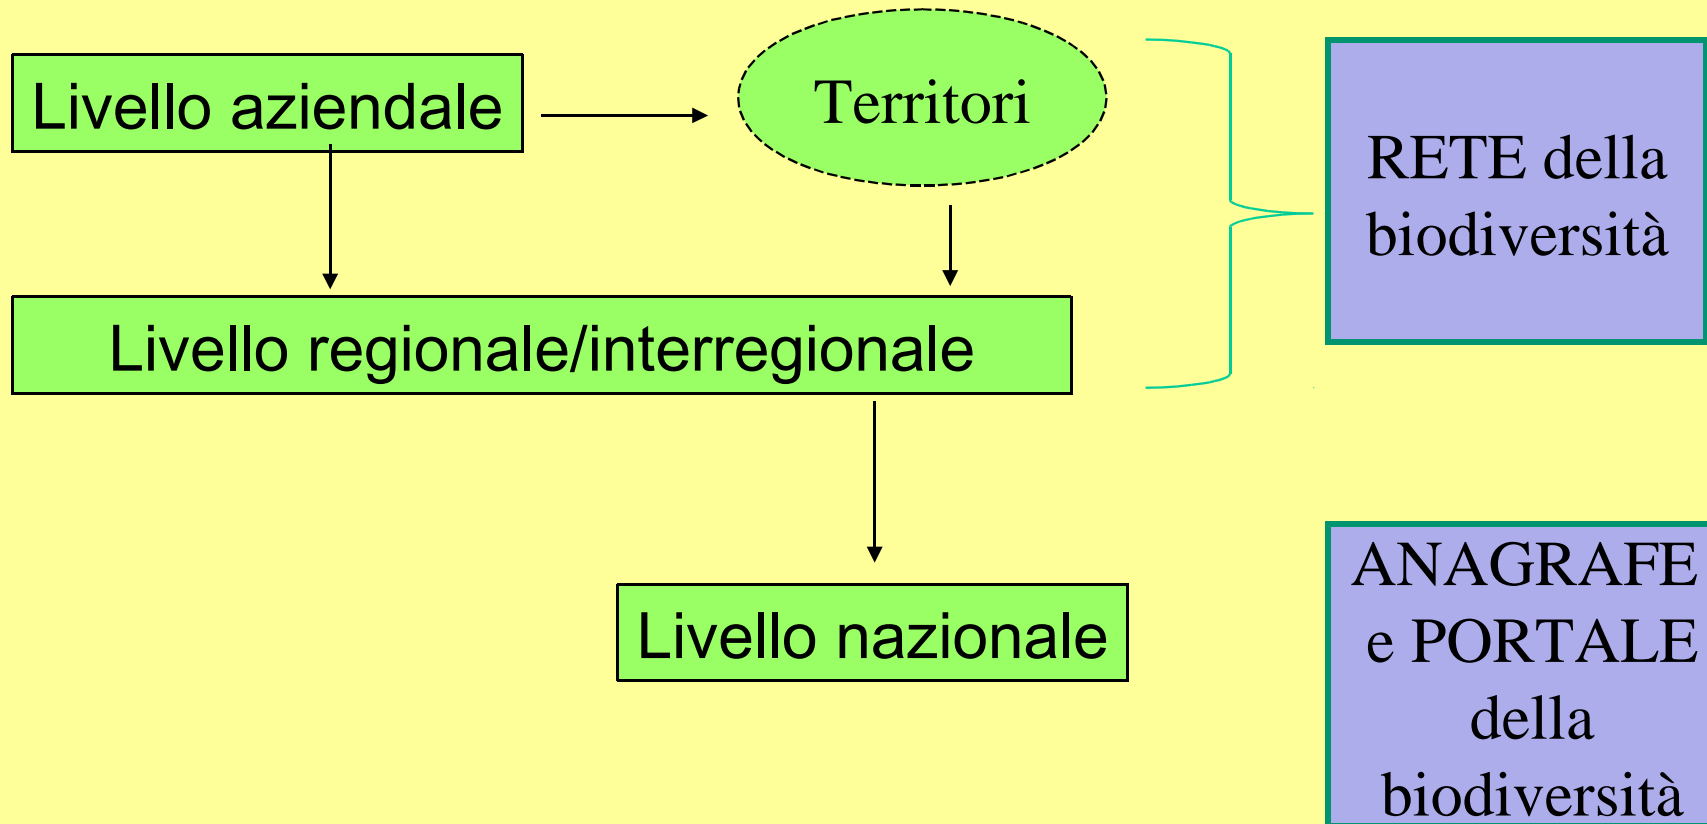 Livello aziendale
Territori
RETE della
biodiversità
Livello regionale/interregionale
Livello nazionale
ANAGRAFE
e PORTALE
della
biodiversità